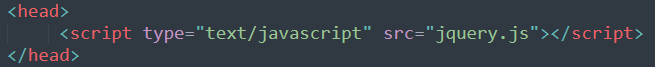 <head>
<script type="text/javascript" src="jquery.js"></script>
</head>